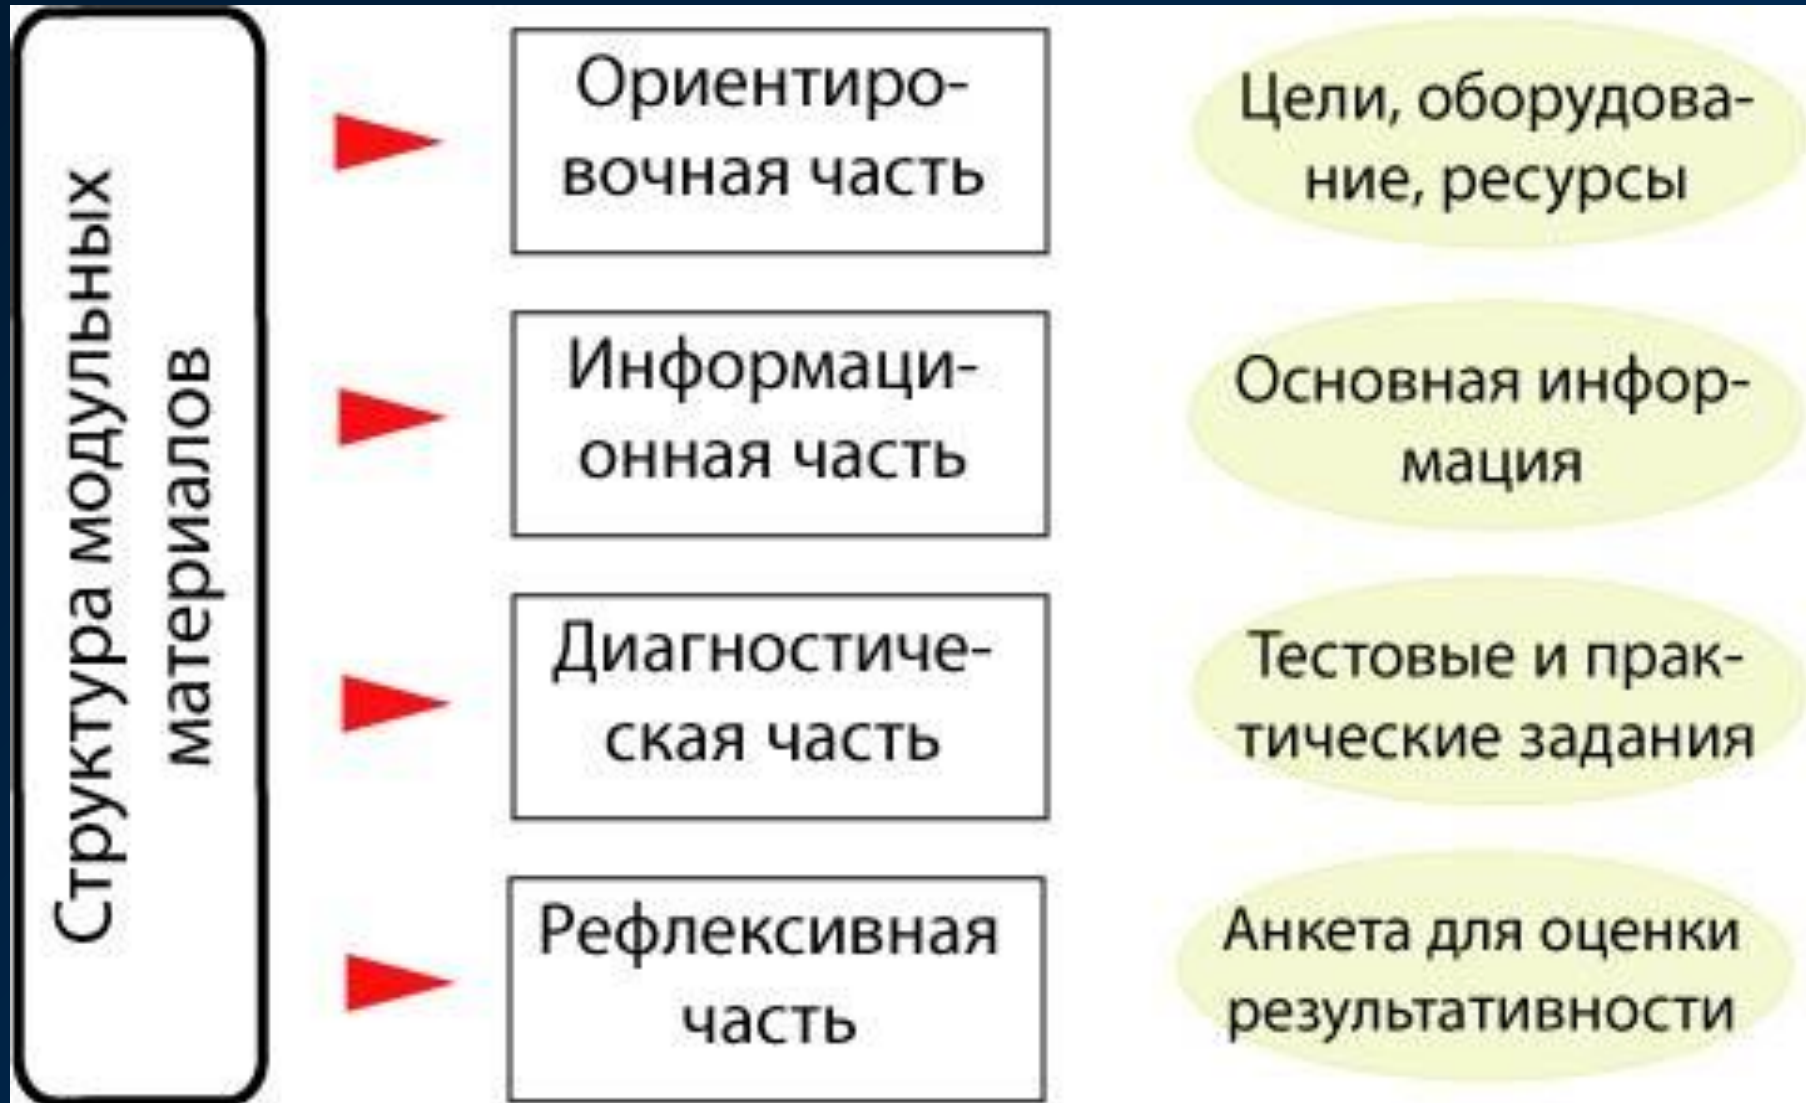 Структура модульных
материалов
Ориентиро-
вочная часть
Цели, оборудова-
ние, ресурсы
Информаци-
онная часть
Основная инфор-
мация
Диагностиче-
ская часть
Тестовые и прак-
тические задания
Рефлексивная
часть
Анкета для оценки
результативности